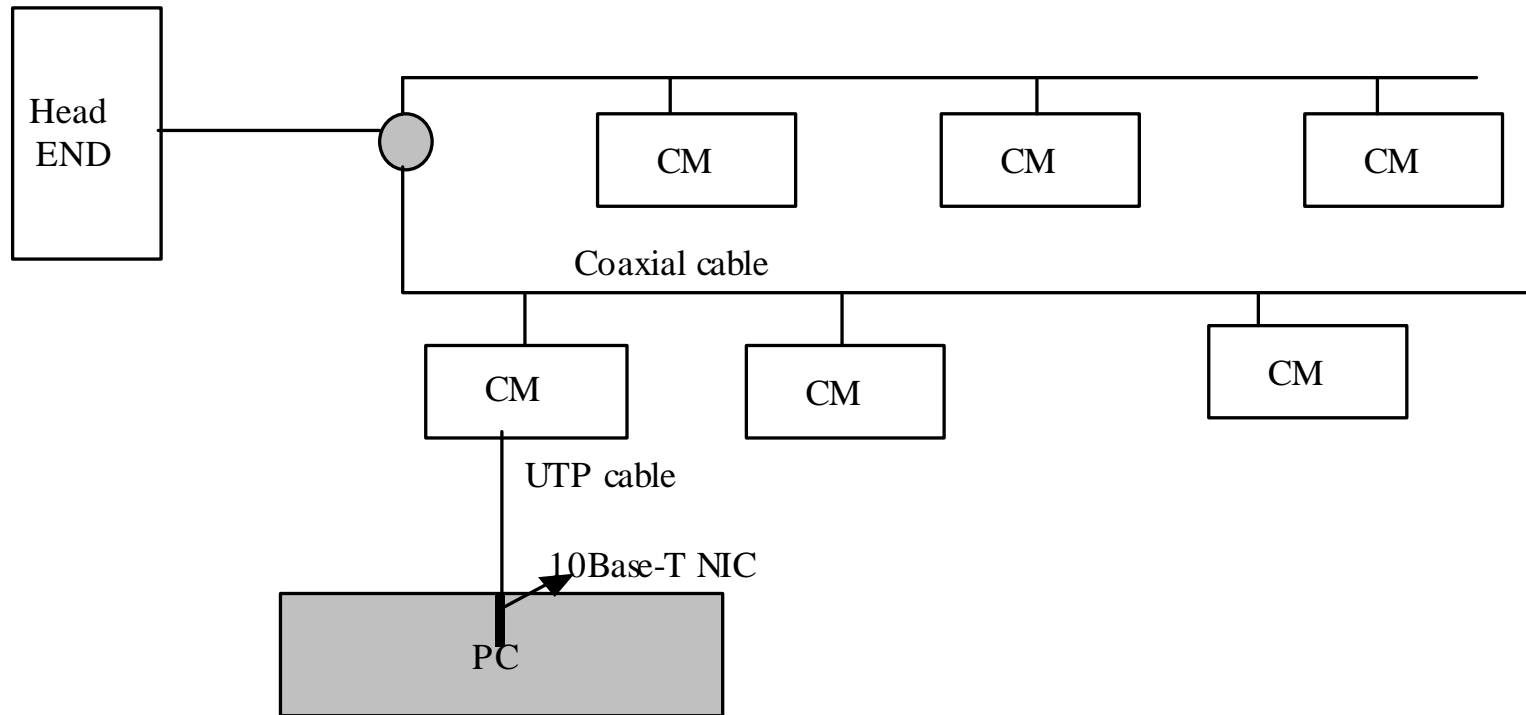 Head
END
CM
CM
CM
Coaxial cable
CM
CM
CM
UTP cable
10Base-T NIC
PC